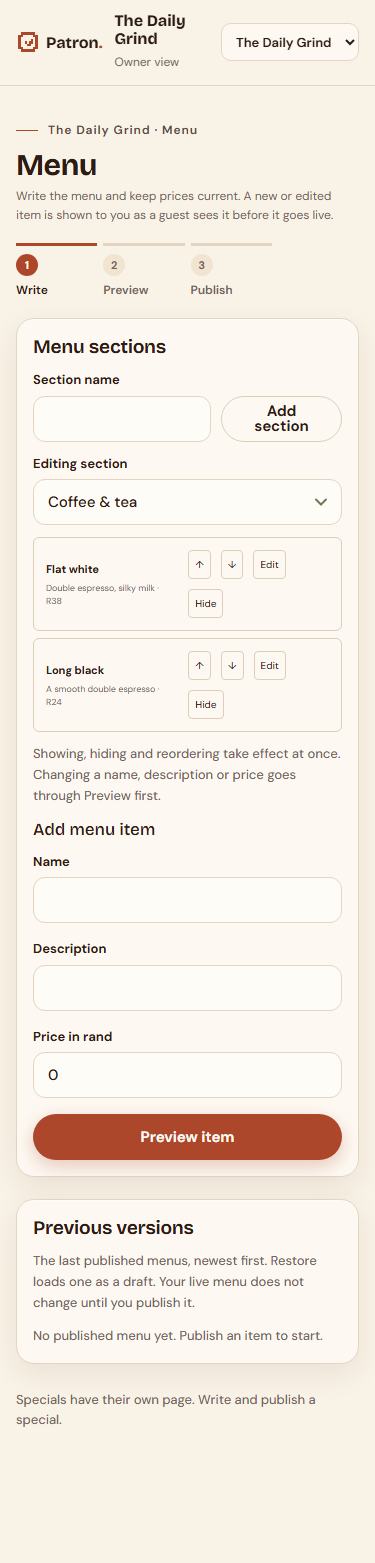 Patron.
The Daily
Grind
Owner view
The Daily Grind
The Daily Grind · Menu
Menu
Write the menu and keep prices current. A new or edited
item is shown to you as a guest sees it before it goes live.
1
Write
2
Preview
3
Publish
Menu sections
Section name
Add
section
Editing section
Coffee & tea
Flat white
Double espresso, silky milk ·
R38
↑
↓
Edit
Hide
Long black
A smooth double espresso ·
R24
↑
↓
Edit
Hide
Showing, hiding and reordering take effect at once.
Changing a name, description or price goes
through Preview first.
Add menu item
Name
Description
Price in rand
0
Preview item
Previous versions
The last published menus, newest first. Restore
loads one as a draft. Your live menu does not
change until you publish it.
No published menu yet. Publish an item to start.
Specials have their own page. Write and publish a
special.